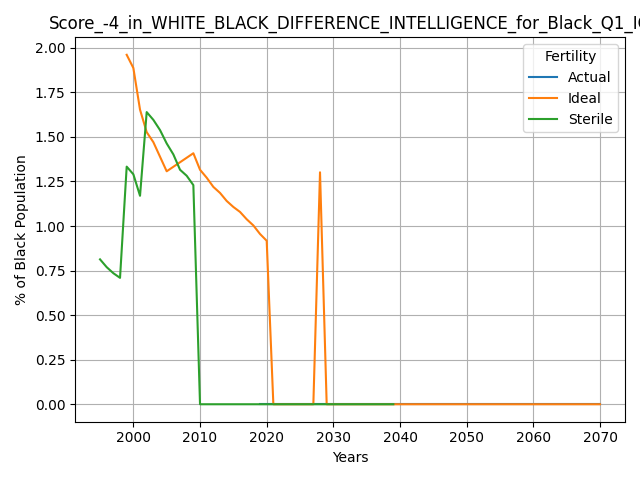 Score_-4_in_WHITE_BLACK_DIFFERENCE_INTELLIGENCE_for_Black_Q1_I
Fertility
Actual
Ideal
Sterile
% of Black Population
2.00
1.75
1.50
1.25
1.00
0.75
0.50
0.25
0.00
2000 2010 2020 2030 2040 2050 2060 2070
Years